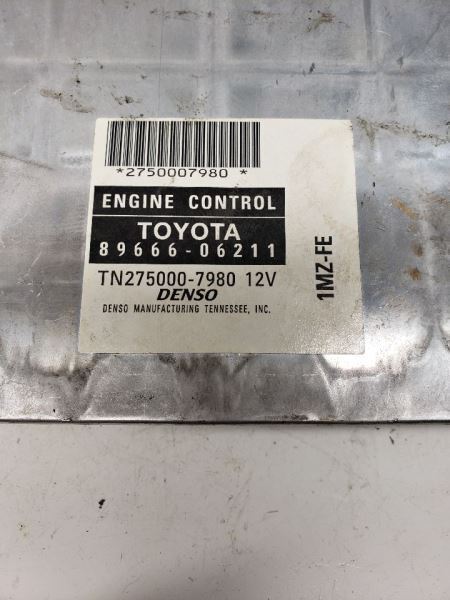 *2750007980 *
ENGINE CONTROL
TOYOTA
89666-06211
TN275000-7980 12V
DENSO
DENSO MANUFACTURING TENNESSEE, INC.
1MZ-FE